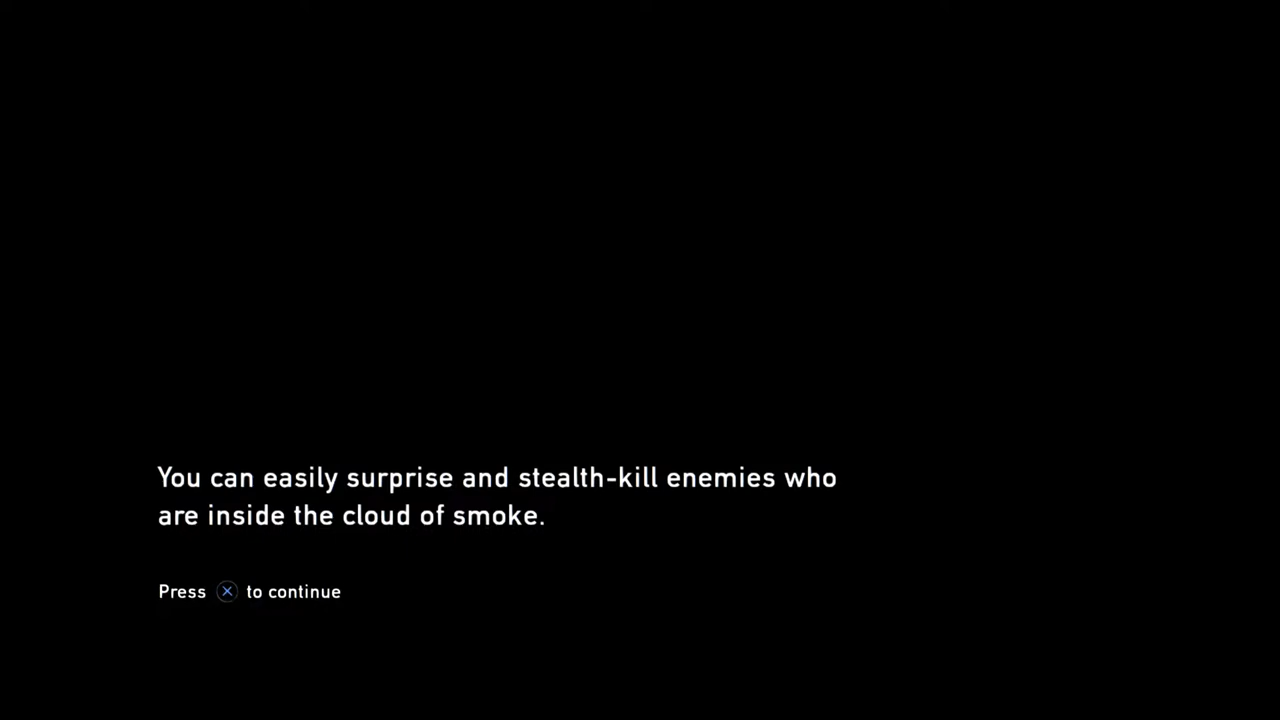 You can easily surprise and stealth-kill enemies who
are inside the cloud of smoke.
Press ⓧ to continue